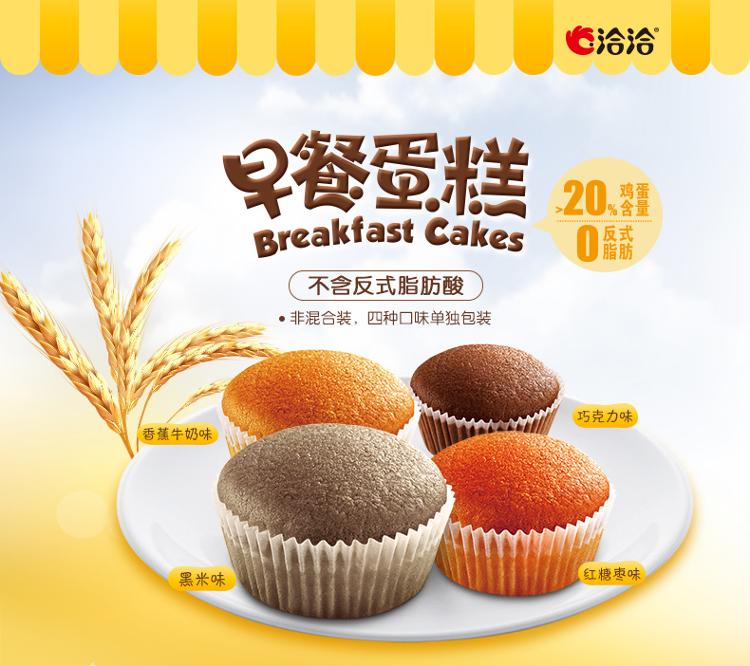 洽洽®
早餐蛋糕
Breakfast Cakes
>20%鸡蛋含量
0反式脂肪
不含反式脂肪酸
•非混合装，四种口味单独包装
香蕉牛奶味
巧克力味
黑米味
红糖枣味